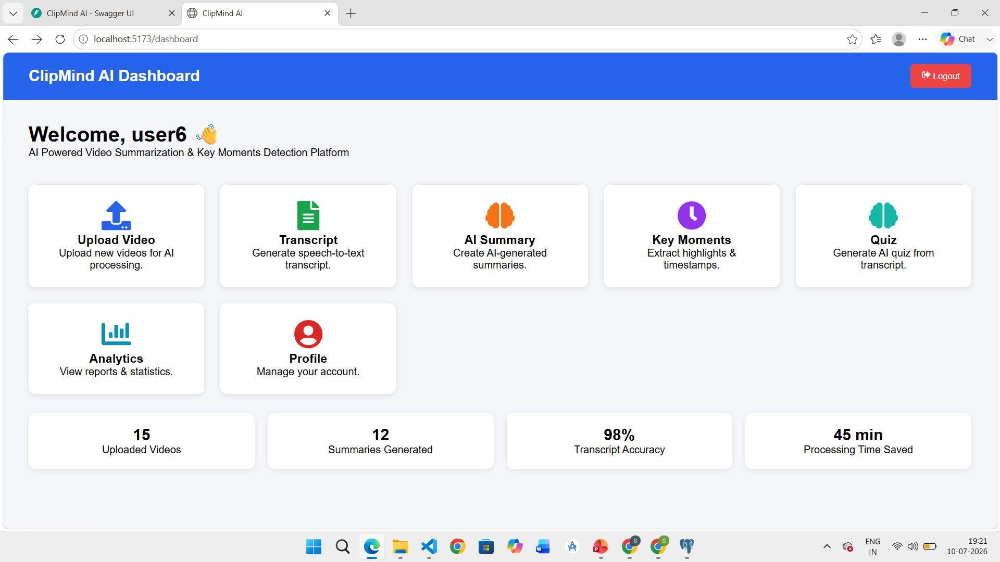 ClipMind AI - Swagger UI
ClipMind AI
localhost:5173/dashboard
Chat
ClipMind AI Dashboard
Logout
Welcome, user6 👋
AI Powered Video Summarization & Key Moments Detection Platform
Upload Video
Upload new videos for AI
processing.
Transcript
Generate speech-to-text
transcript.
AI Summary
Create AI-generated
summaries.
Key Moments
Extract highlights &
timestamps.
Quiz
Generate AI quiz from
transcript.
Analytics
View reports & statistics.
Profile
Manage your account.
15
Uploaded Videos
12
Summaries Generated
98%
Transcript Accuracy
45 min
Processing Time Saved
S
S
ENG
IN
19:21
10-07-2026